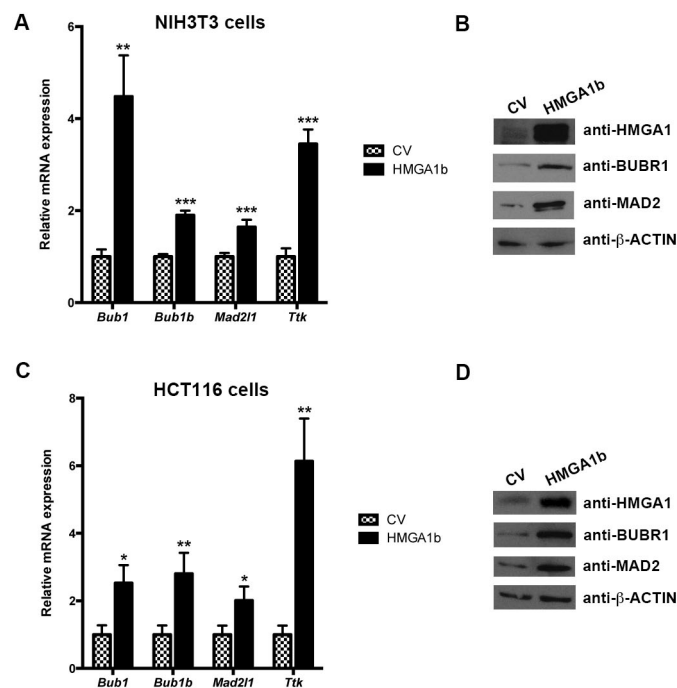 A
NIH3T3 cells
Relative mRNA expression
6
4
2
0
**
***
***
***
Bub1
Bub1b
Mad2l1
Ttk
CV
HMGA1b
B
CV
HMGA1b
anti-HMGA1
anti-BUBR1
anti-MAD2
anti-β-ACTIN
C
HCT116 cells
Relative mRNA expression
8
6
4
2
0
*
**
*
**
Bub1
Bub1b
Mad2l1
Ttk
CV
HMGA1b
D
CV
HMGA1b
anti-HMGA1
anti-BUBR1
anti-MAD2
anti-β-ACTIN